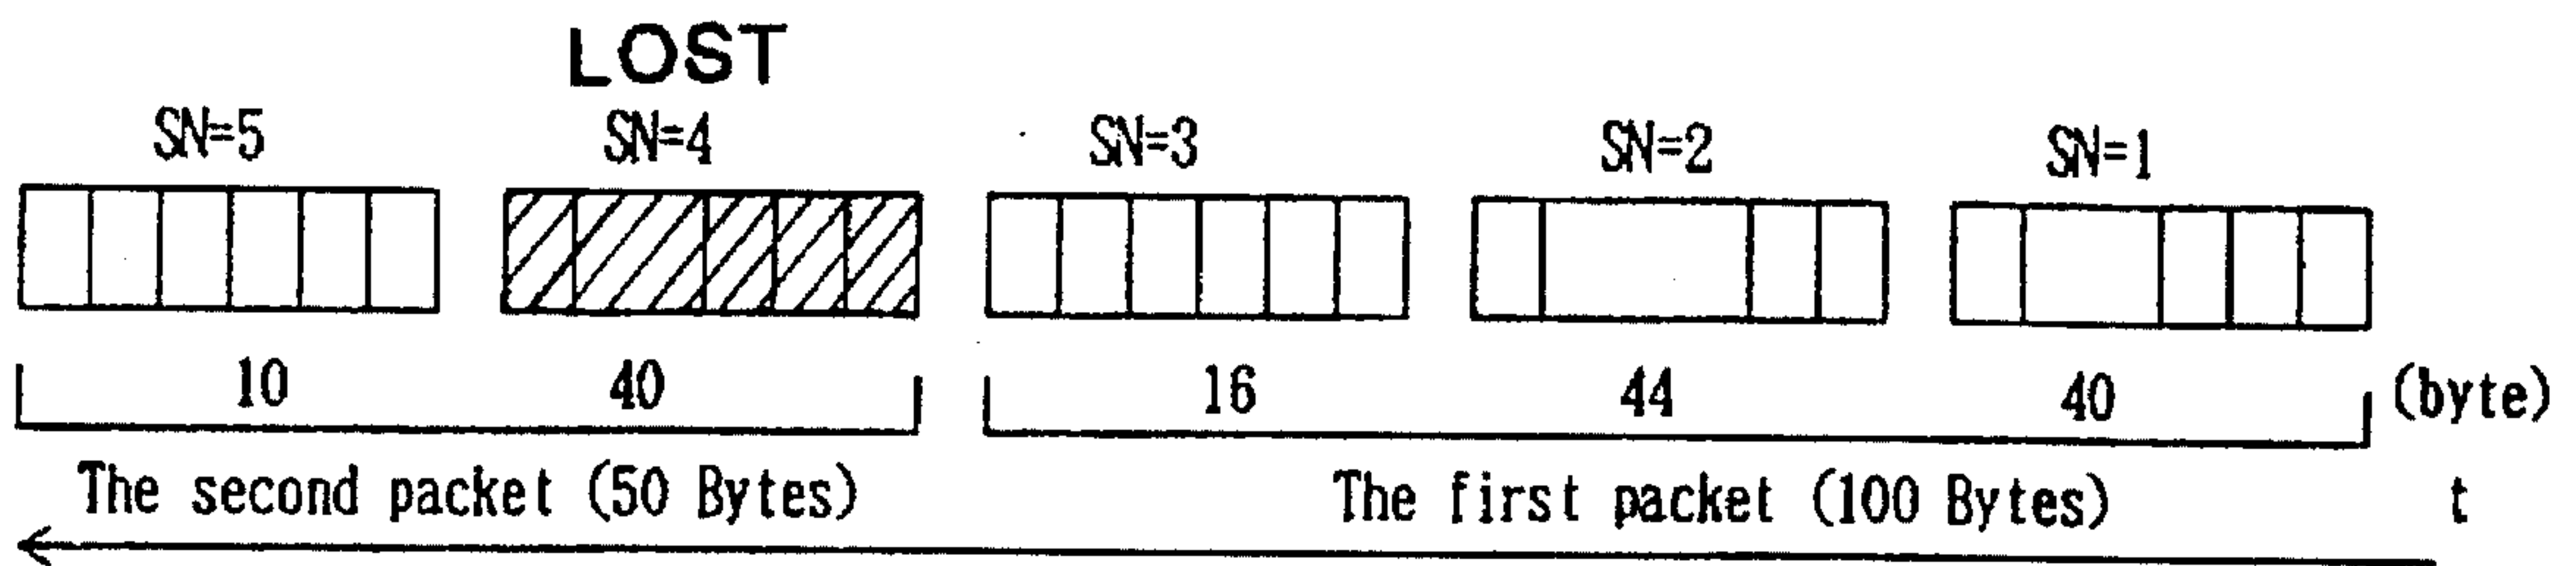 LOST
SN=5 SN=4 SN=3 SN=2 SN=1
10 40 16 44 40 (byte)
The second packet (50 Bytes) The first packet (100 Bytes) t